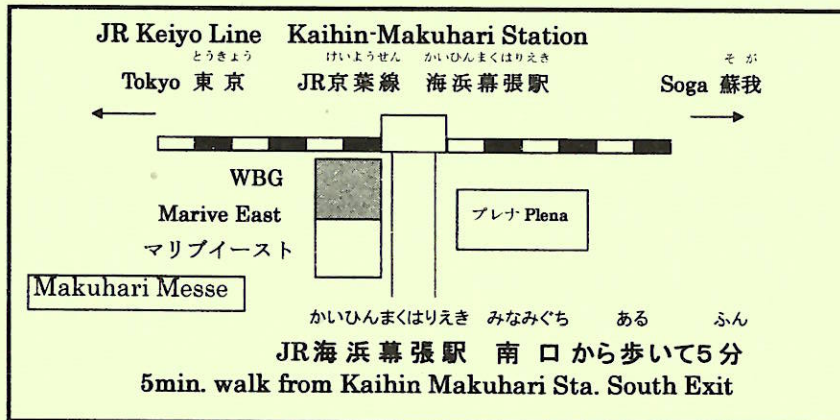 JR Keiyo Line Kaihin-Makuhari Station
とうきょう けいようせん かいひんまくはりえき そが
Tokyo 東京 JR京葉線 海浜幕張駅 Soga 蘇我
WBG
Marive East
マリブイースト
プレナ Plena
Makuhari Messe
かいひんまくはりえき みなみぐち ある ふん
JR海浜幕張駅 南口から歩いて5分
5min. walk from Kaihin Makuhari Sta. South Exit